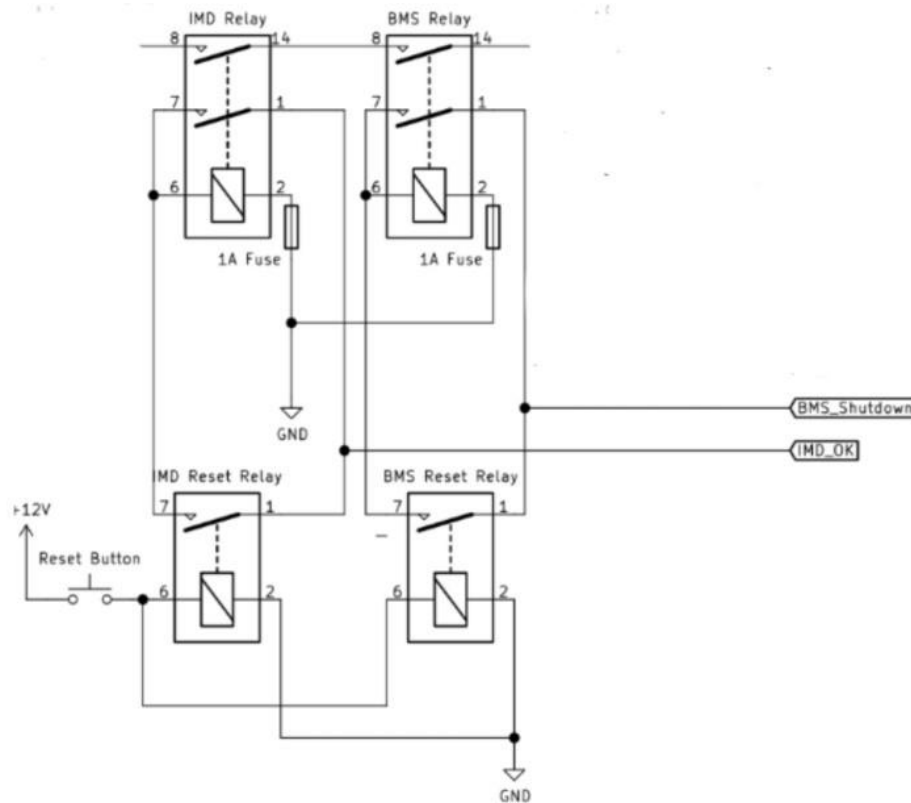 IMD Relay BMS Relay
8 14 8 14
7 1 7 1
6 2 6 2
1A Fuse 1A Fuse
GND
BMS_Shutdown
IMD_OK
IMD Reset Relay BMS Reset Relay
7 1 7 1
+12V
Reset Button
6 2 6 2
GND